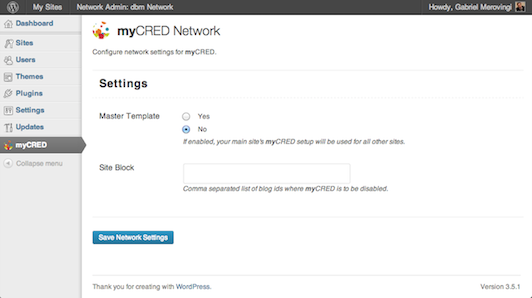 My Sites Network Admin: dbm Network Howdy, Gabriel Merovingi
Dashboard
Sites
Users
Themes
Plugins
Settings
Updates
myCRED
Collapse menu
myCRED Network
Configure network settings for myCRED.
Settings
Master Template
Yes
No
If enabled, your main site's myCRED setup will be used for all other sites.
Site Block
Comma separated list of blog ids where myCRED is to be disabled.
Save Network Settings
Thank you for creating with WordPress. Version 3.5.1